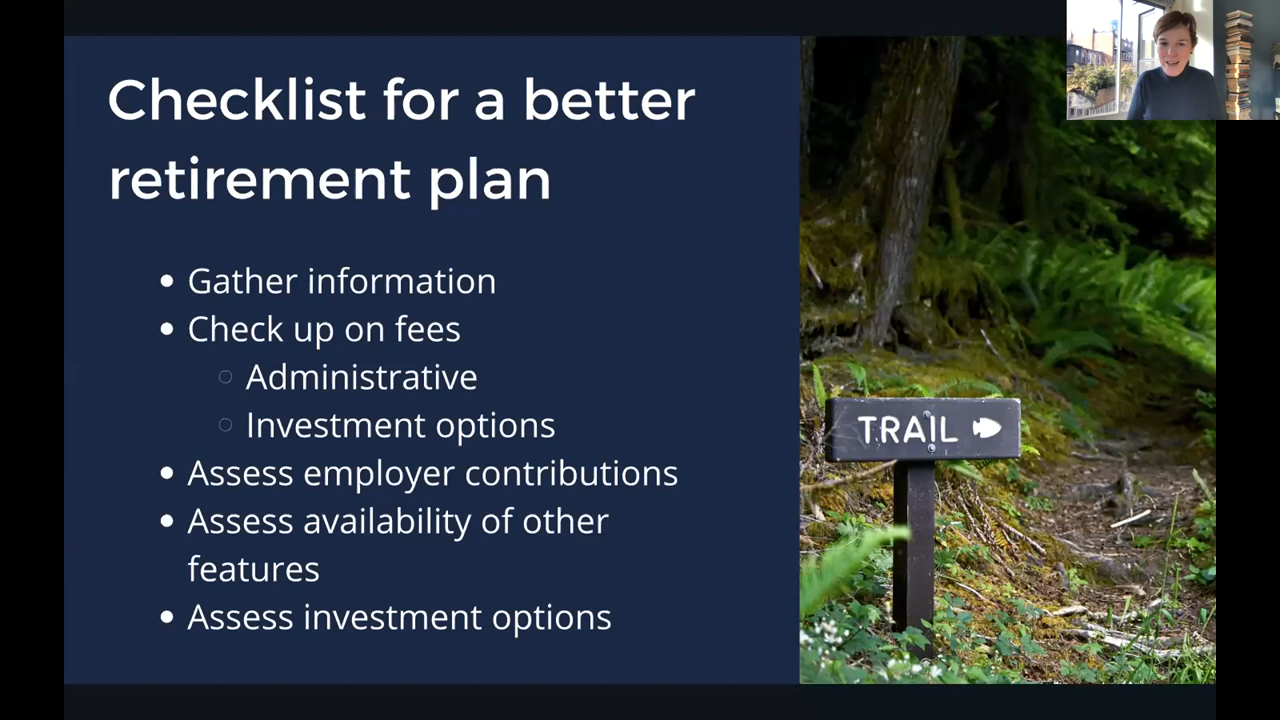 Checklist for a better
retirement plan
Gather information
Check up on fees
Administrative
Investment options
Assess employer contributions
Assess availability of other
features
Assess investment options
TRAIL